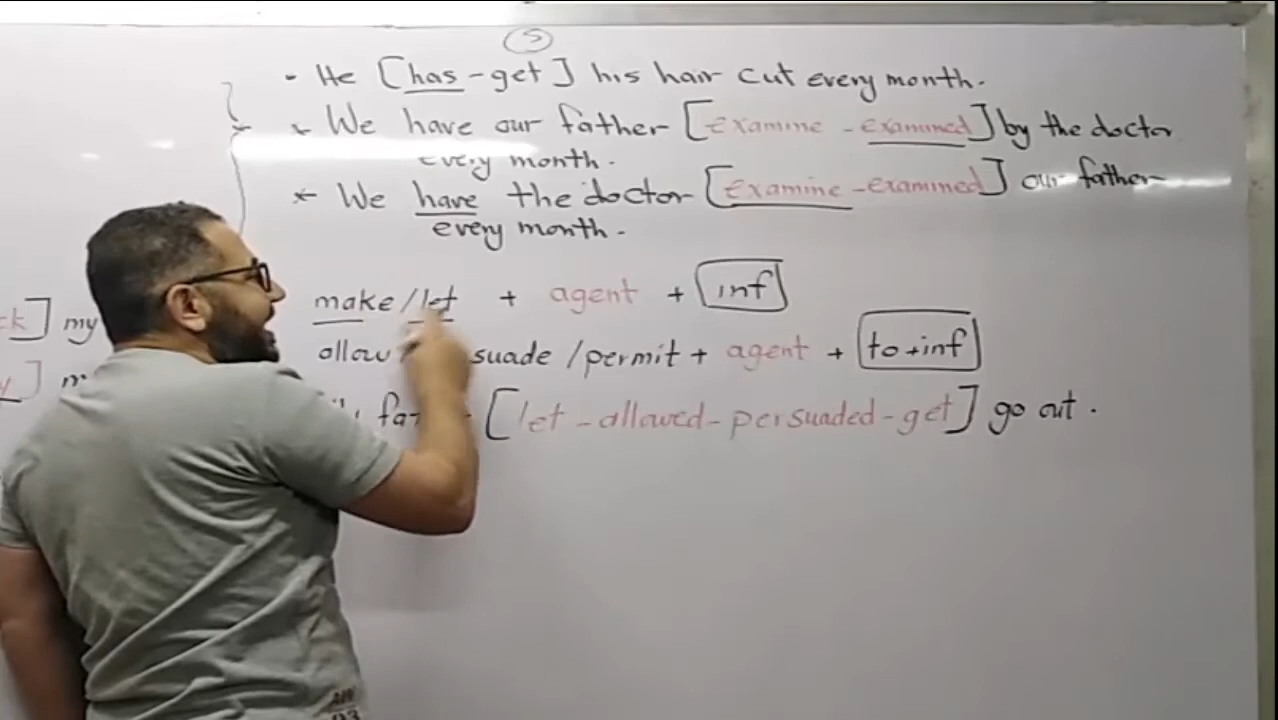 5
- He [has - get] his hair cut every month.
We have our father [examine - examined] by the doctor
every month.
* We have the doctor [examine - examined] our father
every month.
make / let + agent + inf
allow suade / permit + agent + to + inf
[let - allowed - persuaded - get] go out.
ck] my